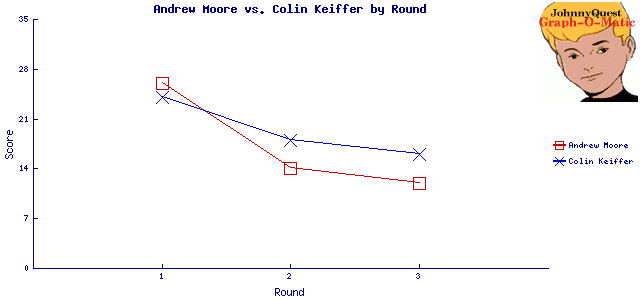 Andrew Moore vs. Colin Keiffer by Round
JohnnyQuest
Graph-O-Matic
35
28
21
14
7
0
Score
1 2 3
Round
Andrew Moore
Colin Keiffer